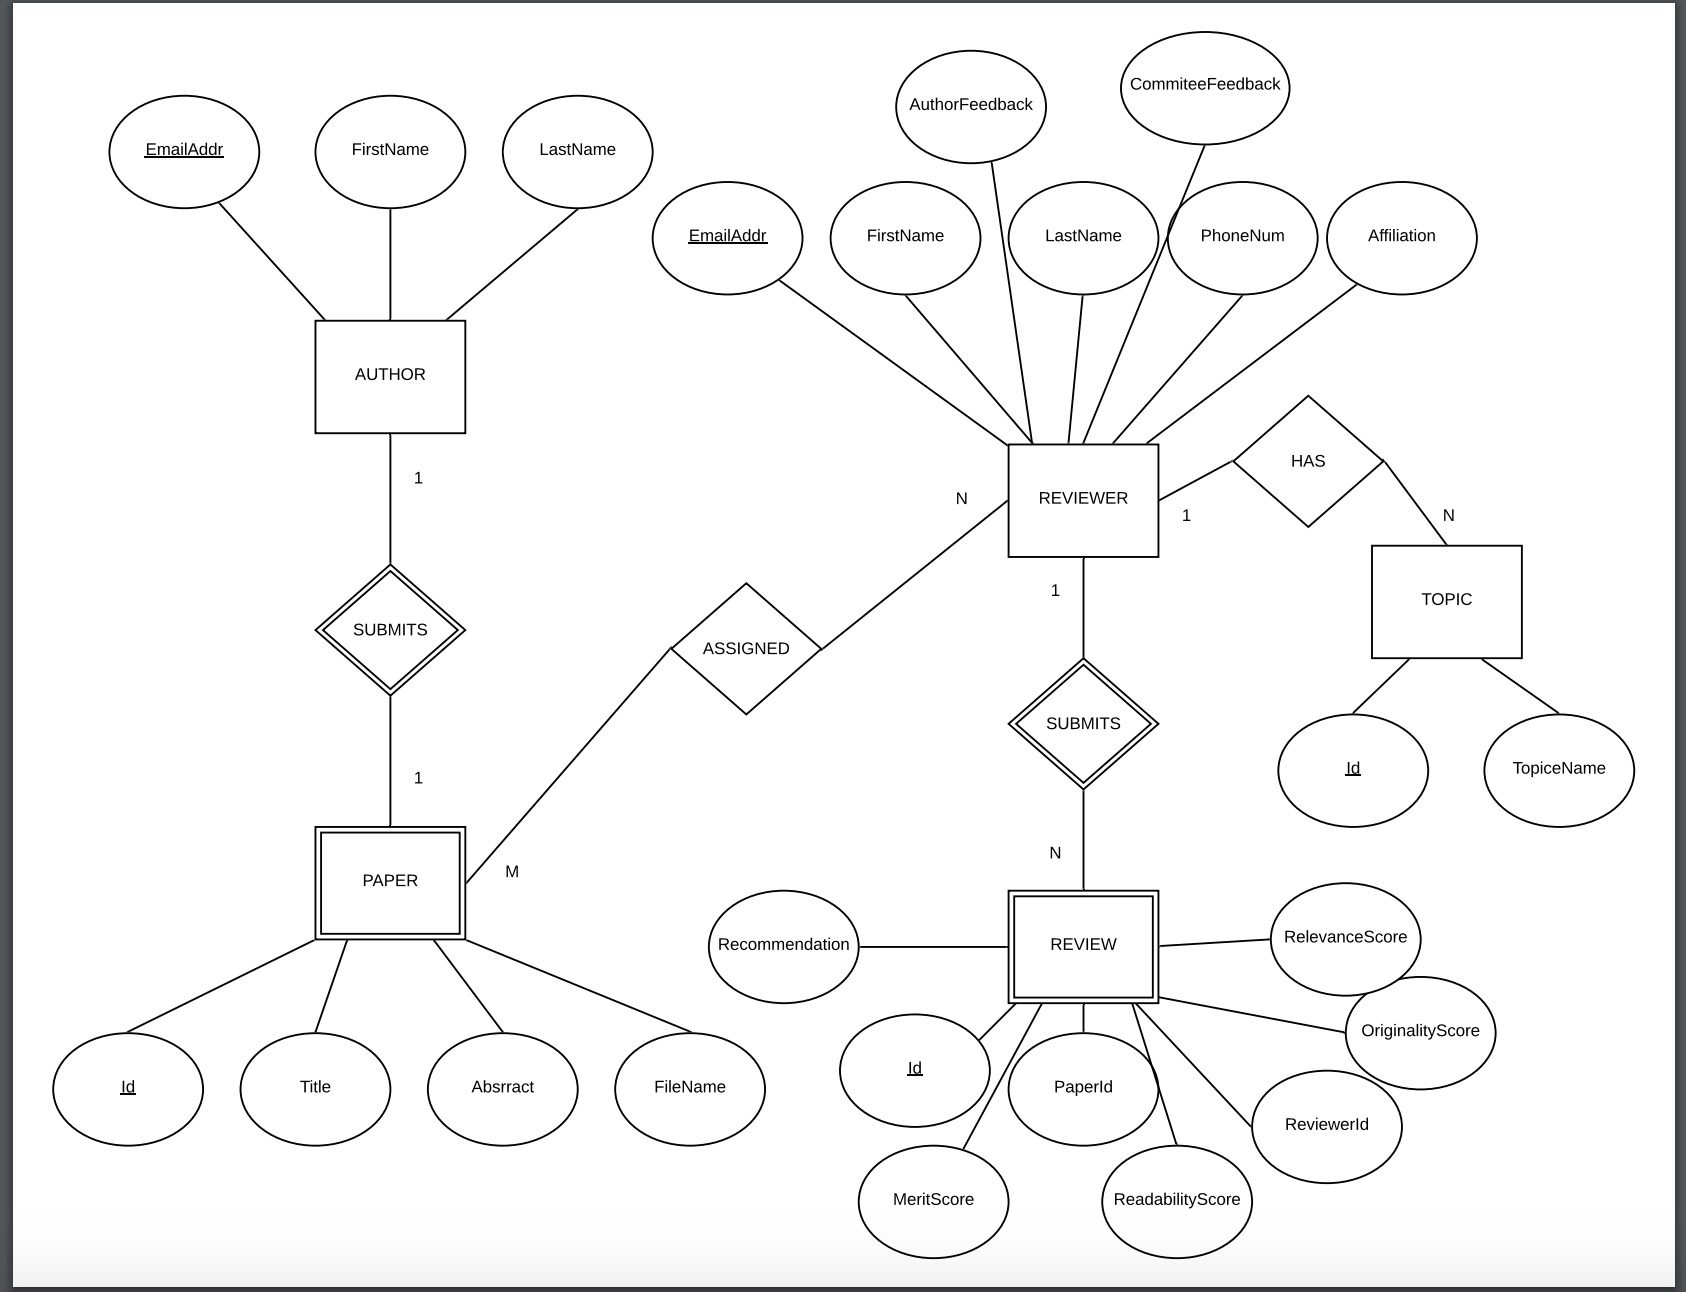 CommiteeFeedback
AuthorFeedback
EmailAddr
FirstName
LastName
EmailAddr
FirstName
LastName
PhoneNum
Affiliation
AUTHOR
HAS
1
N
REVIEWER
1
N
1
TOPIC
SUBMITS
ASSIGNED
SUBMITS
1
Id
TopiceName
N
M
PAPER
Recommendation
REVIEW
RelevanceScore
OriginalityScore
Id
PaperId
Id
Title
Absrract
FileName
ReviewerId
MeritScore
ReadabilityScore